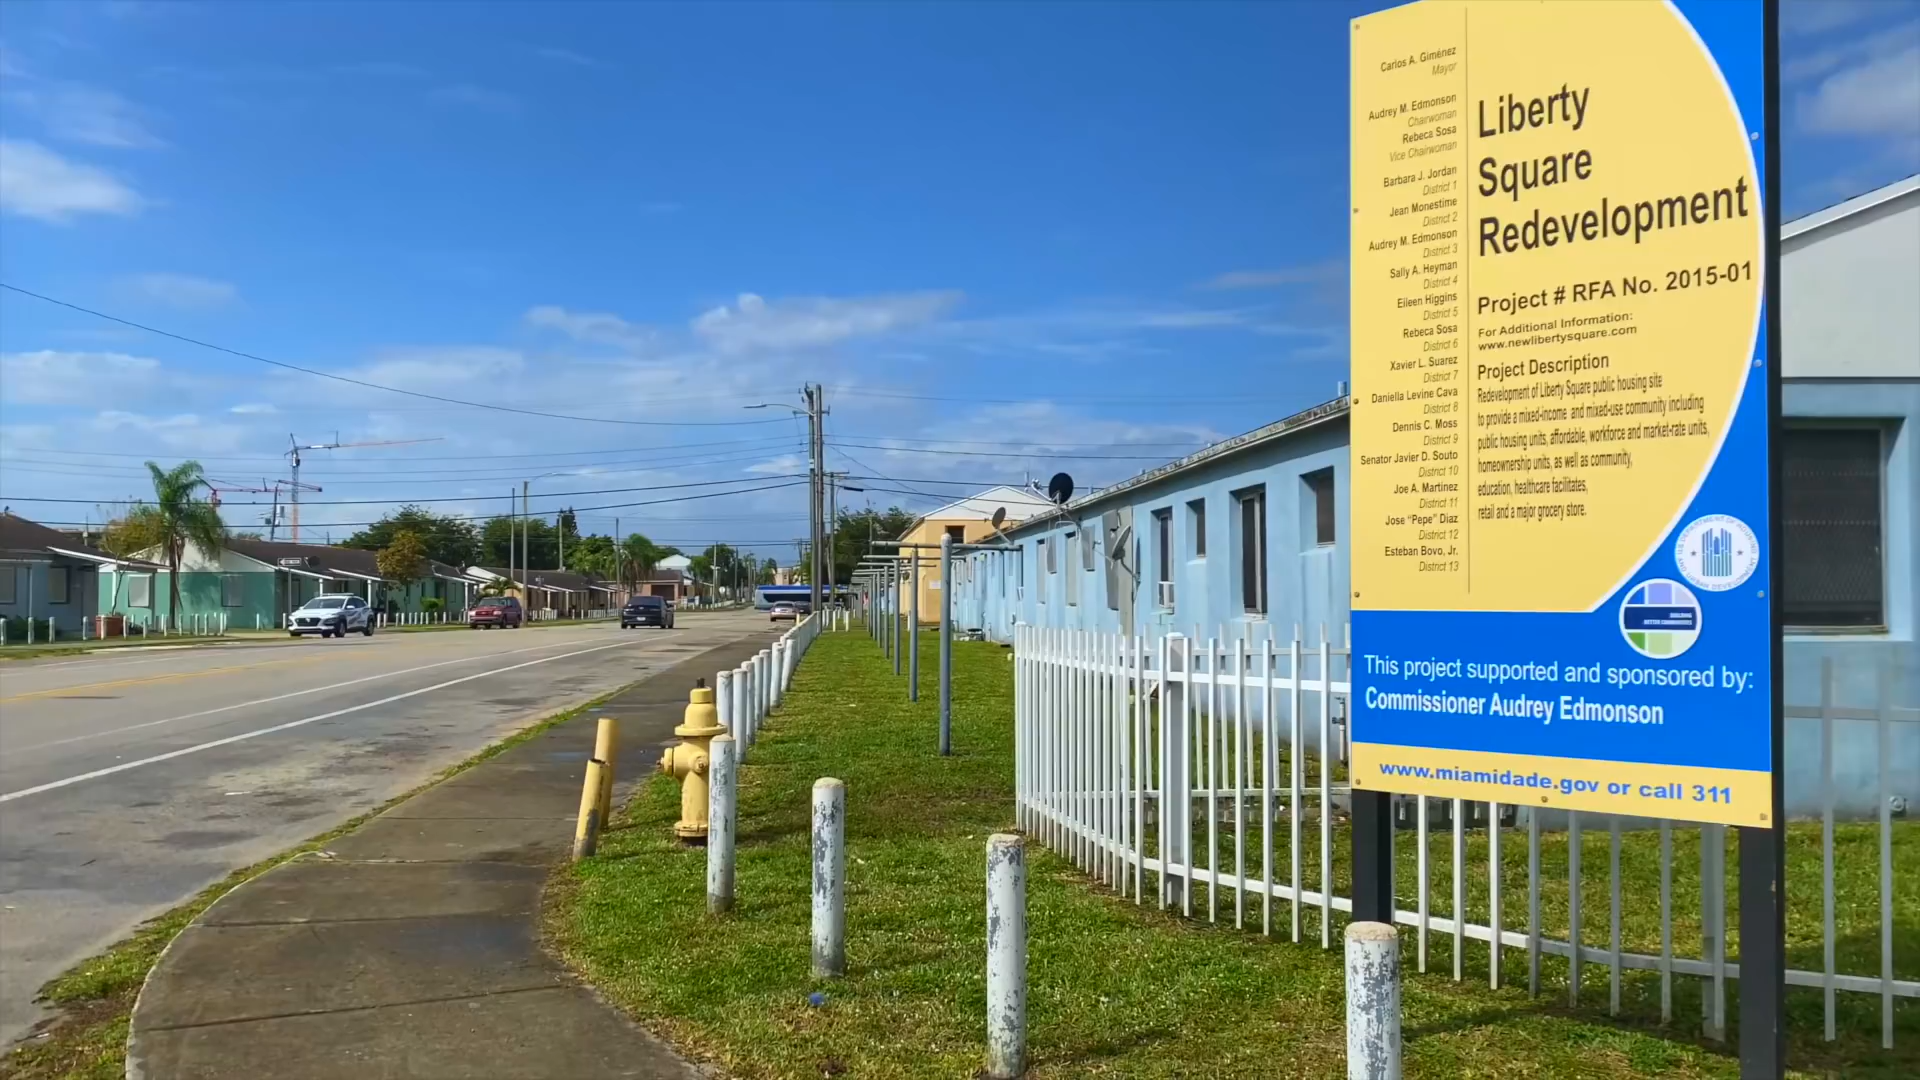 Carlos A. Giménez
Mayor
Audrey M. Edmonson
Chairwoman
Rebeca Sosa
Vice Chairwoman
Barbara J. Jordan
District 1
Jean Monestime
District 2
Audrey M. Edmonson
District 3
Sally A. Heyman
District 4
Eileen Higgins
District 5
Rebeca Sosa
District 6
Xavier L. Suarez
District 7
Daniella Levine Cava
District 8
Dennis C. Moss
District 9
Senator Javier D. Souto
District 10
Joe A. Martinez
District 11
Jose "Pepe" Diaz
District 12
Esteban Bovo, Jr.
District 13
Liberty
Square
Redevelopment
Project # RFA No. 2015-01
For Additional Information:
www.newlibertysquare.com
Project Description
Redevelopment of Liberty Square public housing site
to provide a mixed-income and mixed-use community including
public housing units, affordable, workforce and market-rate units,
homeownership units, as well as community,
education, healthcare facilitates,
retail and a major grocery store.
BUILDING
BETTER COMMUNITIES
This project supported and sponsored by:
Commissioner Audrey Edmonson
www.miamidade.gov or call 311